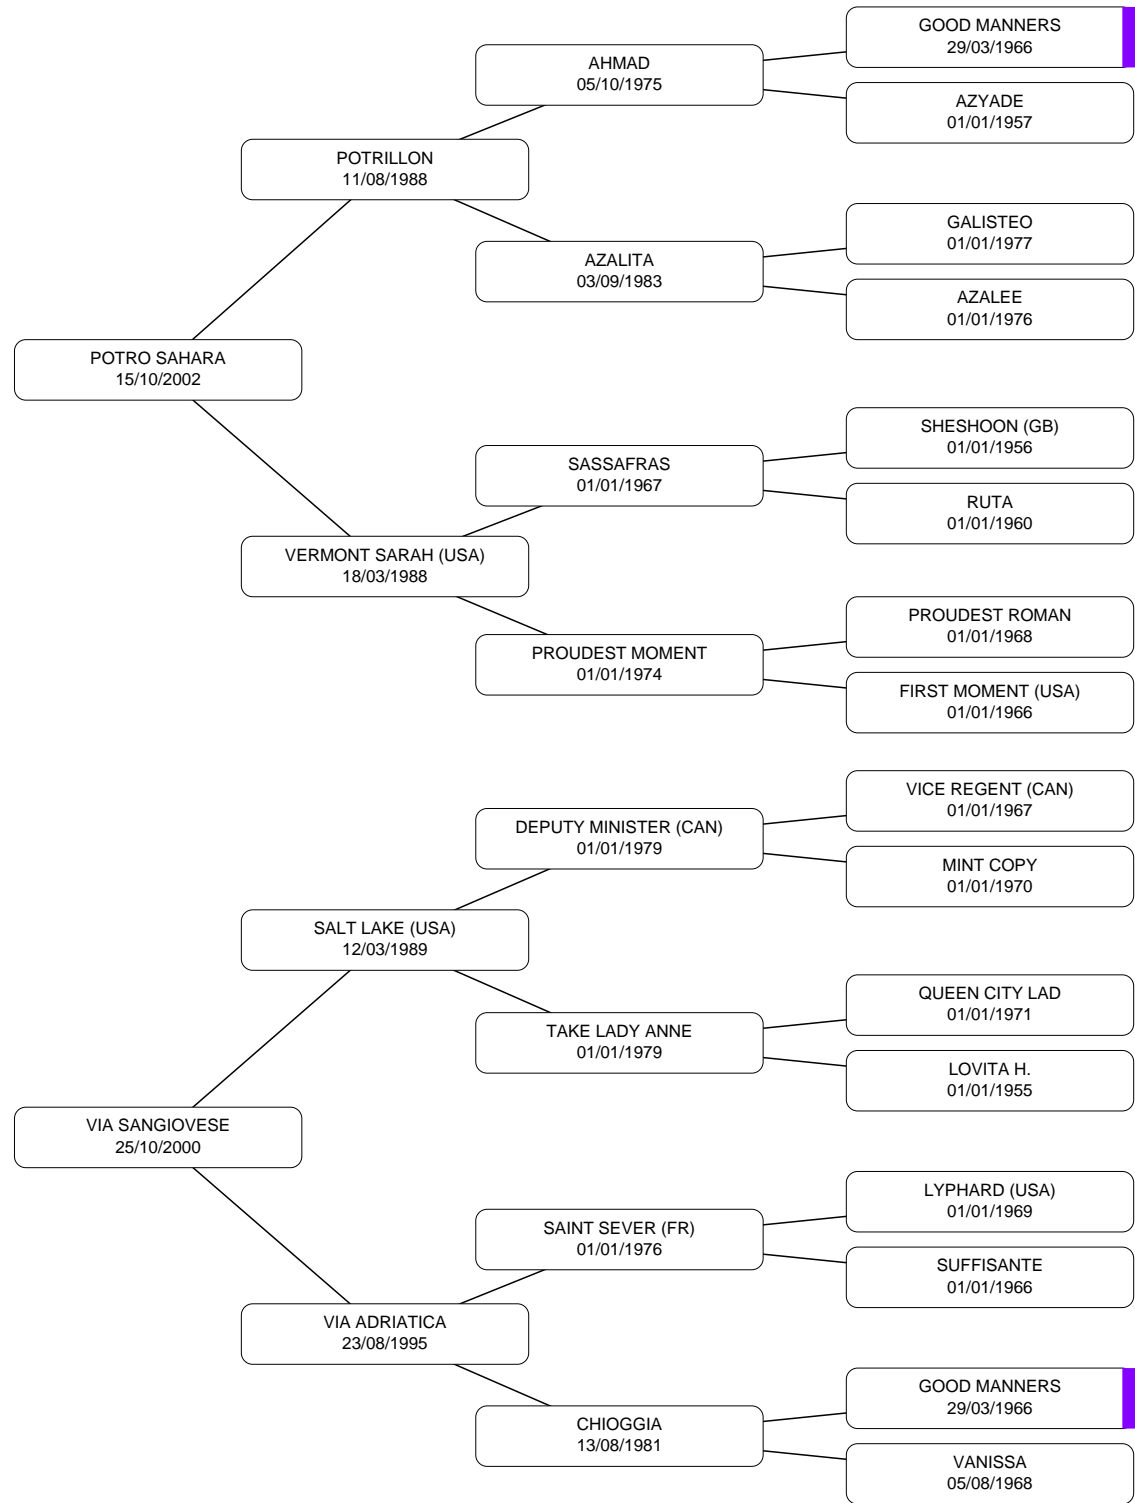 GOOD MANNERS
29/03/1966
AHMAD
05/10/1975
AZYADE
01/01/1957
POTRILLON
11/08/1988
GALISTEO
01/01/1977
AZALITA
03/09/1983
AZALEE
01/01/1976
POTRO SAHARA
15/10/2002
SHESHOON (GB)
01/01/1956
SASSAFRAS
01/01/1967
RUTA
01/01/1960
VERMONT SARAH (USA)
18/03/1988
PROUDEST ROMAN
01/01/1968
PROUDEST MOMENT
01/01/1974
FIRST MOMENT (USA)
01/01/1966
VICE REGENT (CAN)
01/01/1967
DEPUTY MINISTER (CAN)
01/01/1979
MINT COPY
01/01/1970
SALT LAKE (USA)
12/03/1989
QUEEN CITY LAD
01/01/1971
TAKE LADY ANNE
01/01/1979
LOVITA H.
01/01/1955
VIA SANGIOVESE
25/10/2000
LYPHARD (USA)
01/01/1969
SAINT SEVER (FR)
01/01/1976
SUFFISANTE
01/01/1966
VIA ADRIATICA
23/08/1995
GOOD MANNERS
29/03/1966
CHIOGGIA
13/08/1981
VANISSA
05/08/1968